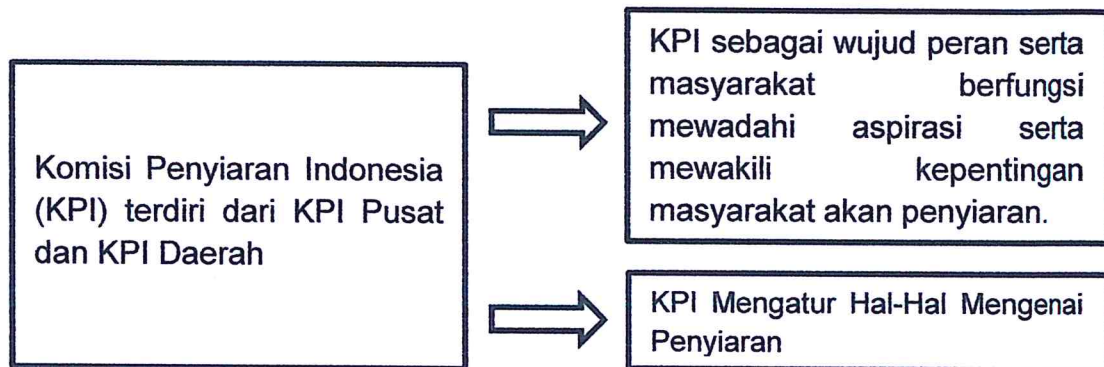 Komisi Penyiaran Indonesia
(KPI) terdiri dari KPI Pusat
dan KPI Daerah
KPI sebagai wujud peran serta
masyarakat berfungsi
mewadahi aspirasi serta
mewakili kepentingan
masyarakat akan penyiaran.
KPI Mengatur Hal-Hal Mengenai
Penyiaran